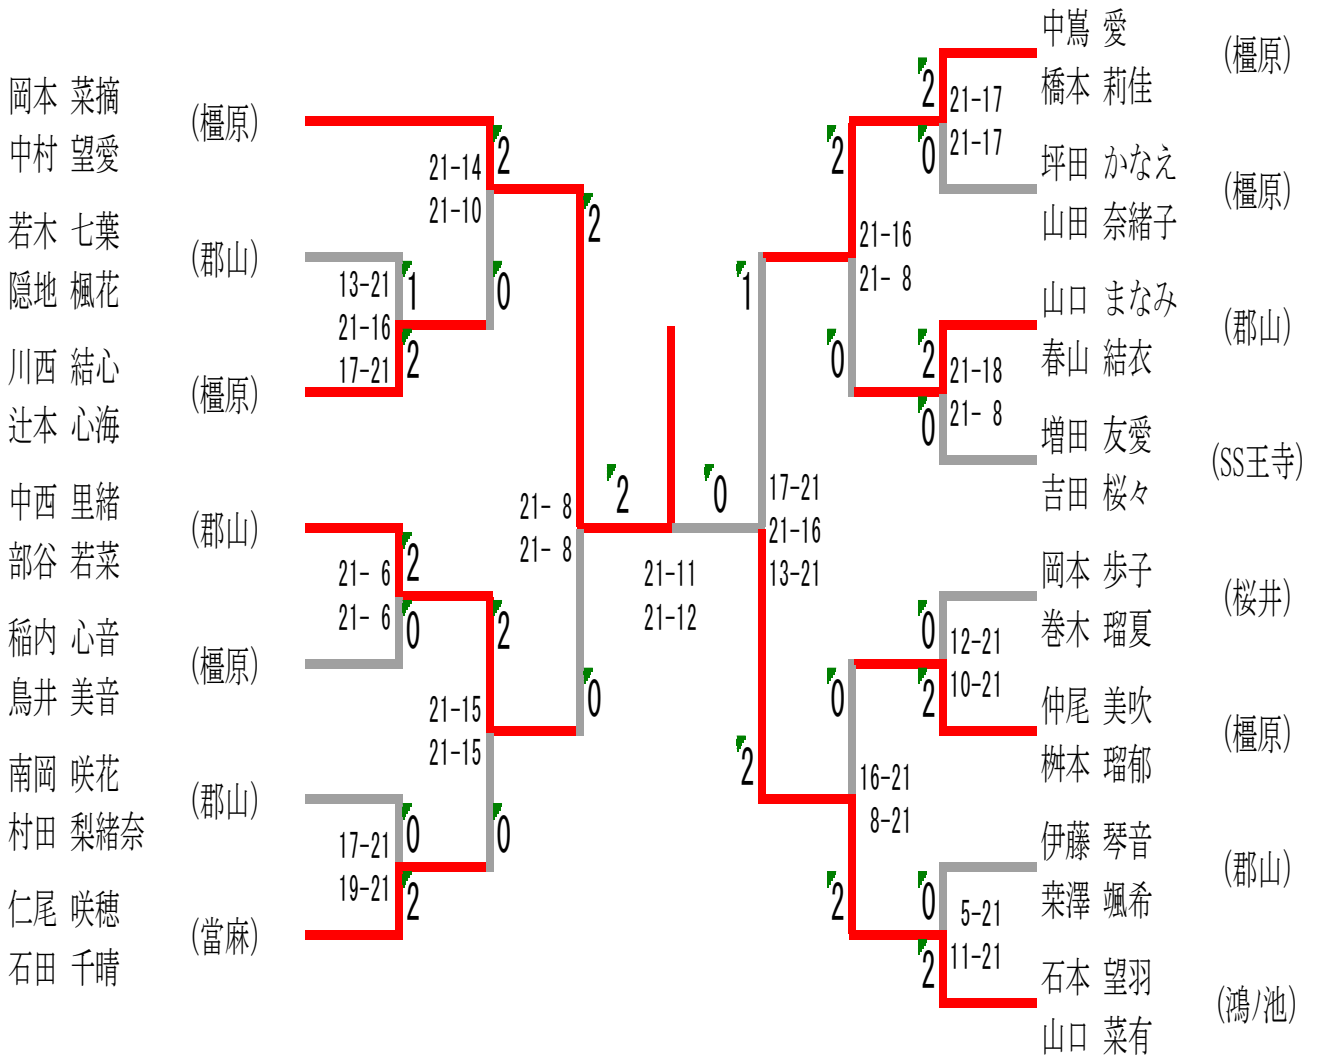 岡本 菜摘
(橿原)
中村 望愛
若木 七葉
(郡山)
隠地 楓花
川西 結心
(橿原)
辻本 心海
中西 里緒
(郡山)
部谷 若菜
稲内 心音
(橿原)
鳥井 美音
南岡 咲花
(郡山)
村田 梨緒奈
仁尾 咲穂
(當麻)
石田 千晴
2
21-14
21-10
0
1
13-21
21-16
17-21
2
2
21- 8
21- 8
0
2
21- 6
21- 6
0
2
21-15
21-15
0
0
17-21
19-21
2
2
0
21-11
21-12
1
17-21
21-16
13-21
2
2
21-16
21- 8
0
2
21-17
21-17
0
2
21-18
21- 8
0
0
16-21
8-21
2
0
12-21
10-21
2
0
5-21
11-21
2
中嶌 愛
(橿原)
橋本 莉佳
坪田 かなえ
(橿原)
山田 奈緒子
山口 まなみ
(郡山)
春山 結衣
増田 友愛
(SS王寺)
吉田 桜々
岡本 歩子
(桜井)
巻木 瑠夏
仲尾 美吹
(橿原)
桝本 瑠郁
伊藤 琴音
(郡山)
桒澤 颯希
石本 望羽
(鴻ノ池)
山口 菜有